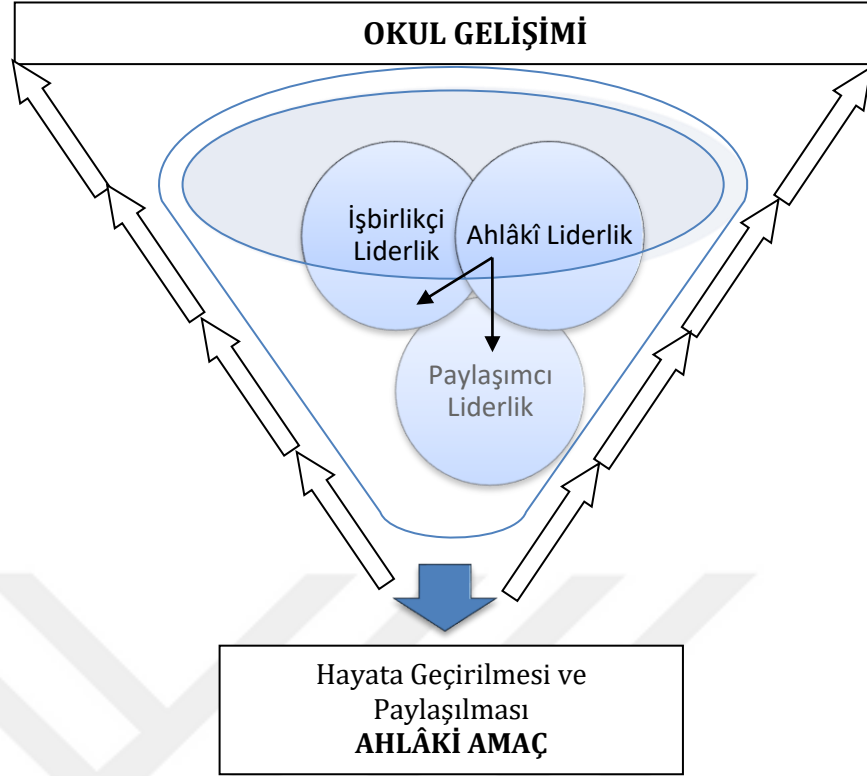 OKUL GELİŞİMİ
İşbirlikçi
Liderlik
Ahlâkî Liderlik
Paylaşımcı
Liderlik
Hayata Geçirilmesi ve
Paylaşılması
AHLÂKİ AMAÇ